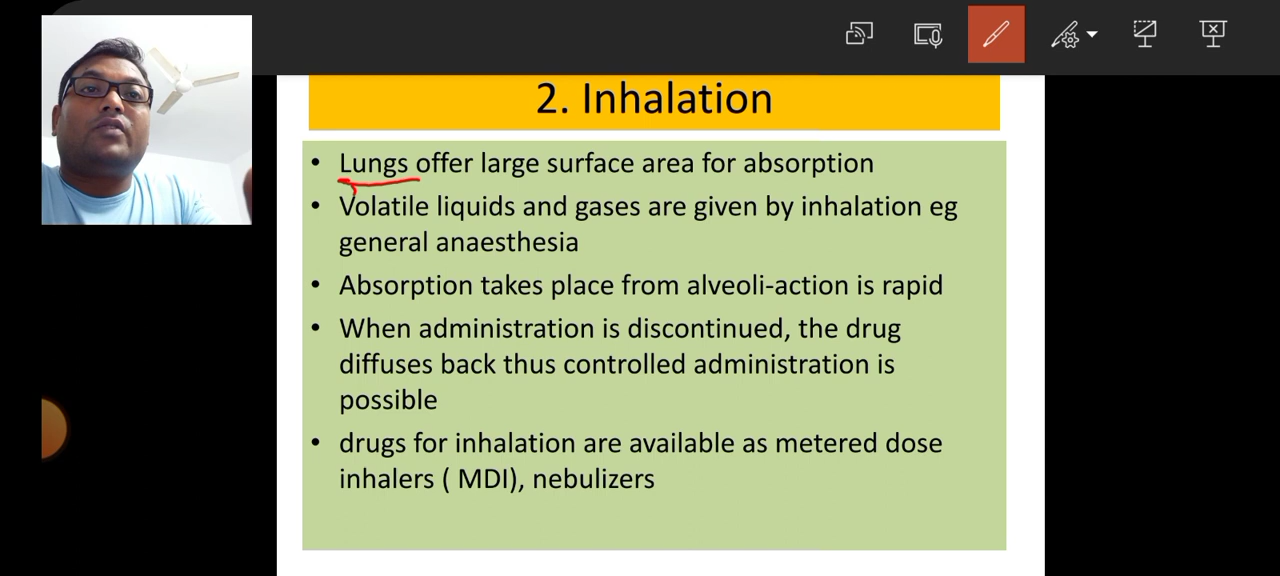 2. Inhalation
• Lungs offer large surface area for absorption
• Volatile liquids and gases are given by inhalation eg
general anaesthesia
• Absorption takes place from alveoli-action is rapid
• When administration is discontinued, the drug
diffuses back thus controlled administration is
possible
• drugs for inhalation are available as metered dose
inhalers ( MDI), nebulizers